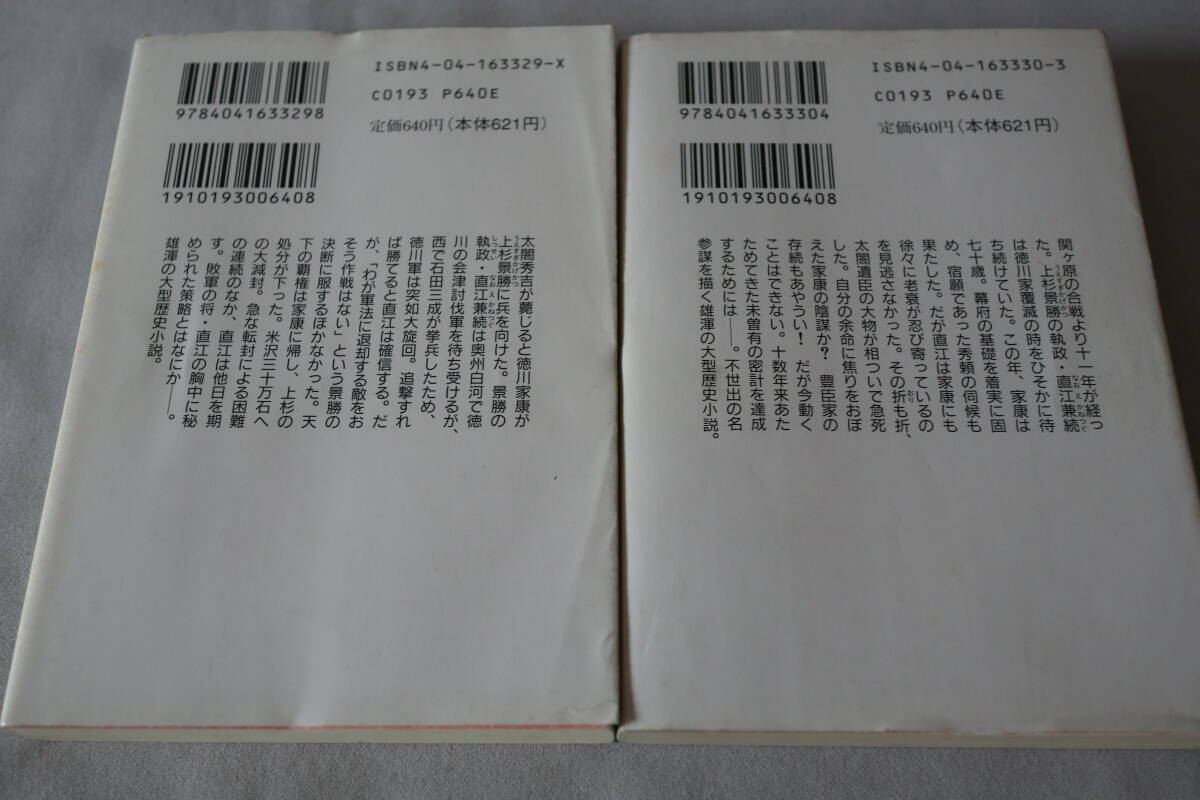 ISBN4-04-163329-X
C0193 P640E
定価640円(本体621円)
9784041633298
1910193006408
太閤秀吉が薨じると徳川家康が
上杉景勝に兵を向けた。景勝の
執政・直江兼続は奥州白河で徳
川の会津討伐軍を待ち受けるが、
西で石田三成が挙兵したため、
徳川軍は突如大旋回。追撃すれ
ば勝てると直江は確信する。だ
が、「わが軍法に退却する敵をお
そう作戦はない」という景勝の
決断に服するほかなかった。天
下の覇権は家康に帰し、上杉の
処分が下った。米沢三十万石へ
の大減封。急な転封による困難
の連続のなか、直江は他日を期
す。敗軍の将・直江の胸中に秘
められた策略とはなにか――。
雄渾の大型歴史小説。
ISBN4-04-163330-3
C0193 P640E
定価640円(本体621円)
9784041633304
1910193006408
関ヶ原の合戦より十一年が経っ
た。上杉景勝の執政・直江兼続
は徳川家覆滅の時をひそかに待
ち続けていた。この年、家康は
七十歳。幕府の基礎を着実に固
め、宿願であった秀頼の伺候も
果たした。だが直江は家康にも
徐々に老衰が忍び寄っているの
を見逃さなかった。その折も折、
太閤遺臣の大物が相ついで急死
した。自分の余命に焦りをおぼ
えた家康の陰謀か? 豊臣家の
存続もあやうい! だが今動く
ことはできない。十数年来あた
ためてきた未曽有の密計を達成
するためには――。不世出の名
参謀を描く雄渾の大型歴史小説。